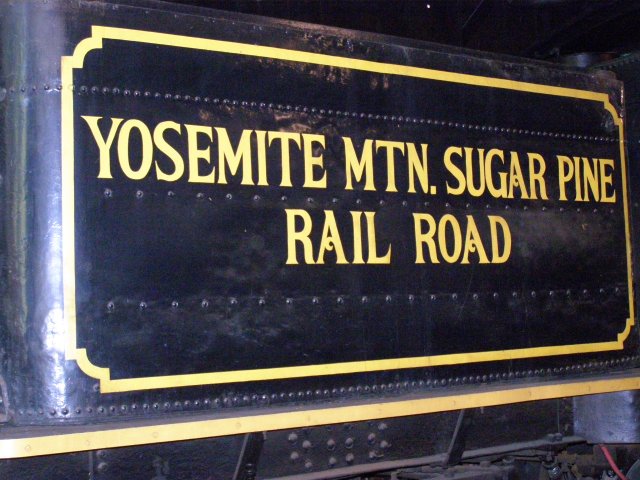 YOSEMITE MTN. SUGAR PINE
RAIL ROAD